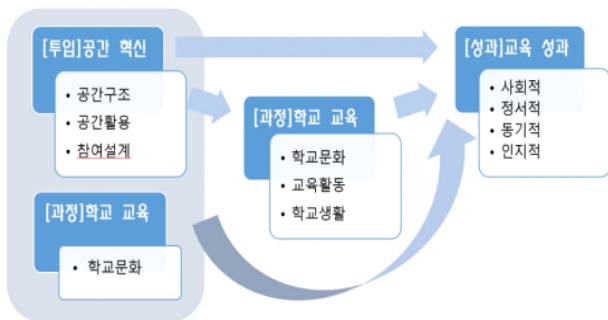 [투입]공간 혁신
• 공간구조
• 공간활용
• 참여설계
[과정]학교 교육
• 학교문화
[과정]학교 교육
• 학교문화
• 교육활동
• 학교생활
[성과]교육 성과
• 사회적
• 정서적
• 동기적
• 인지적